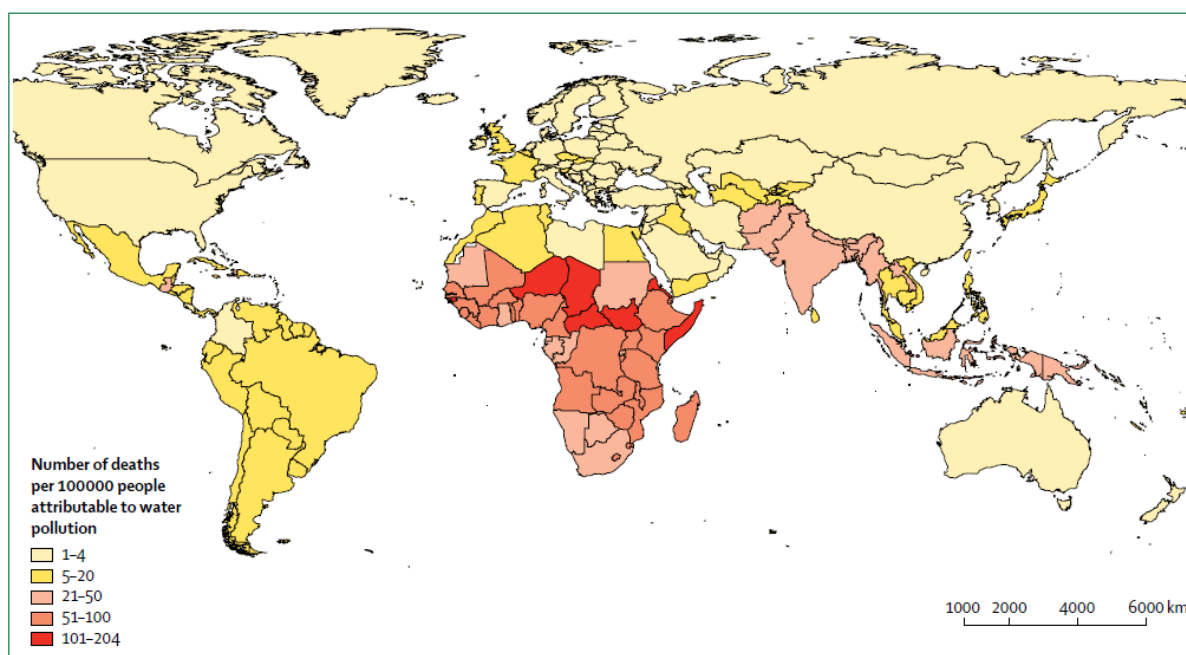 Number of deaths
per 100000 people
attributable to water
pollution
1–4
5–20
21–50
51–100
101–204
1000 2000 4000 6000 km